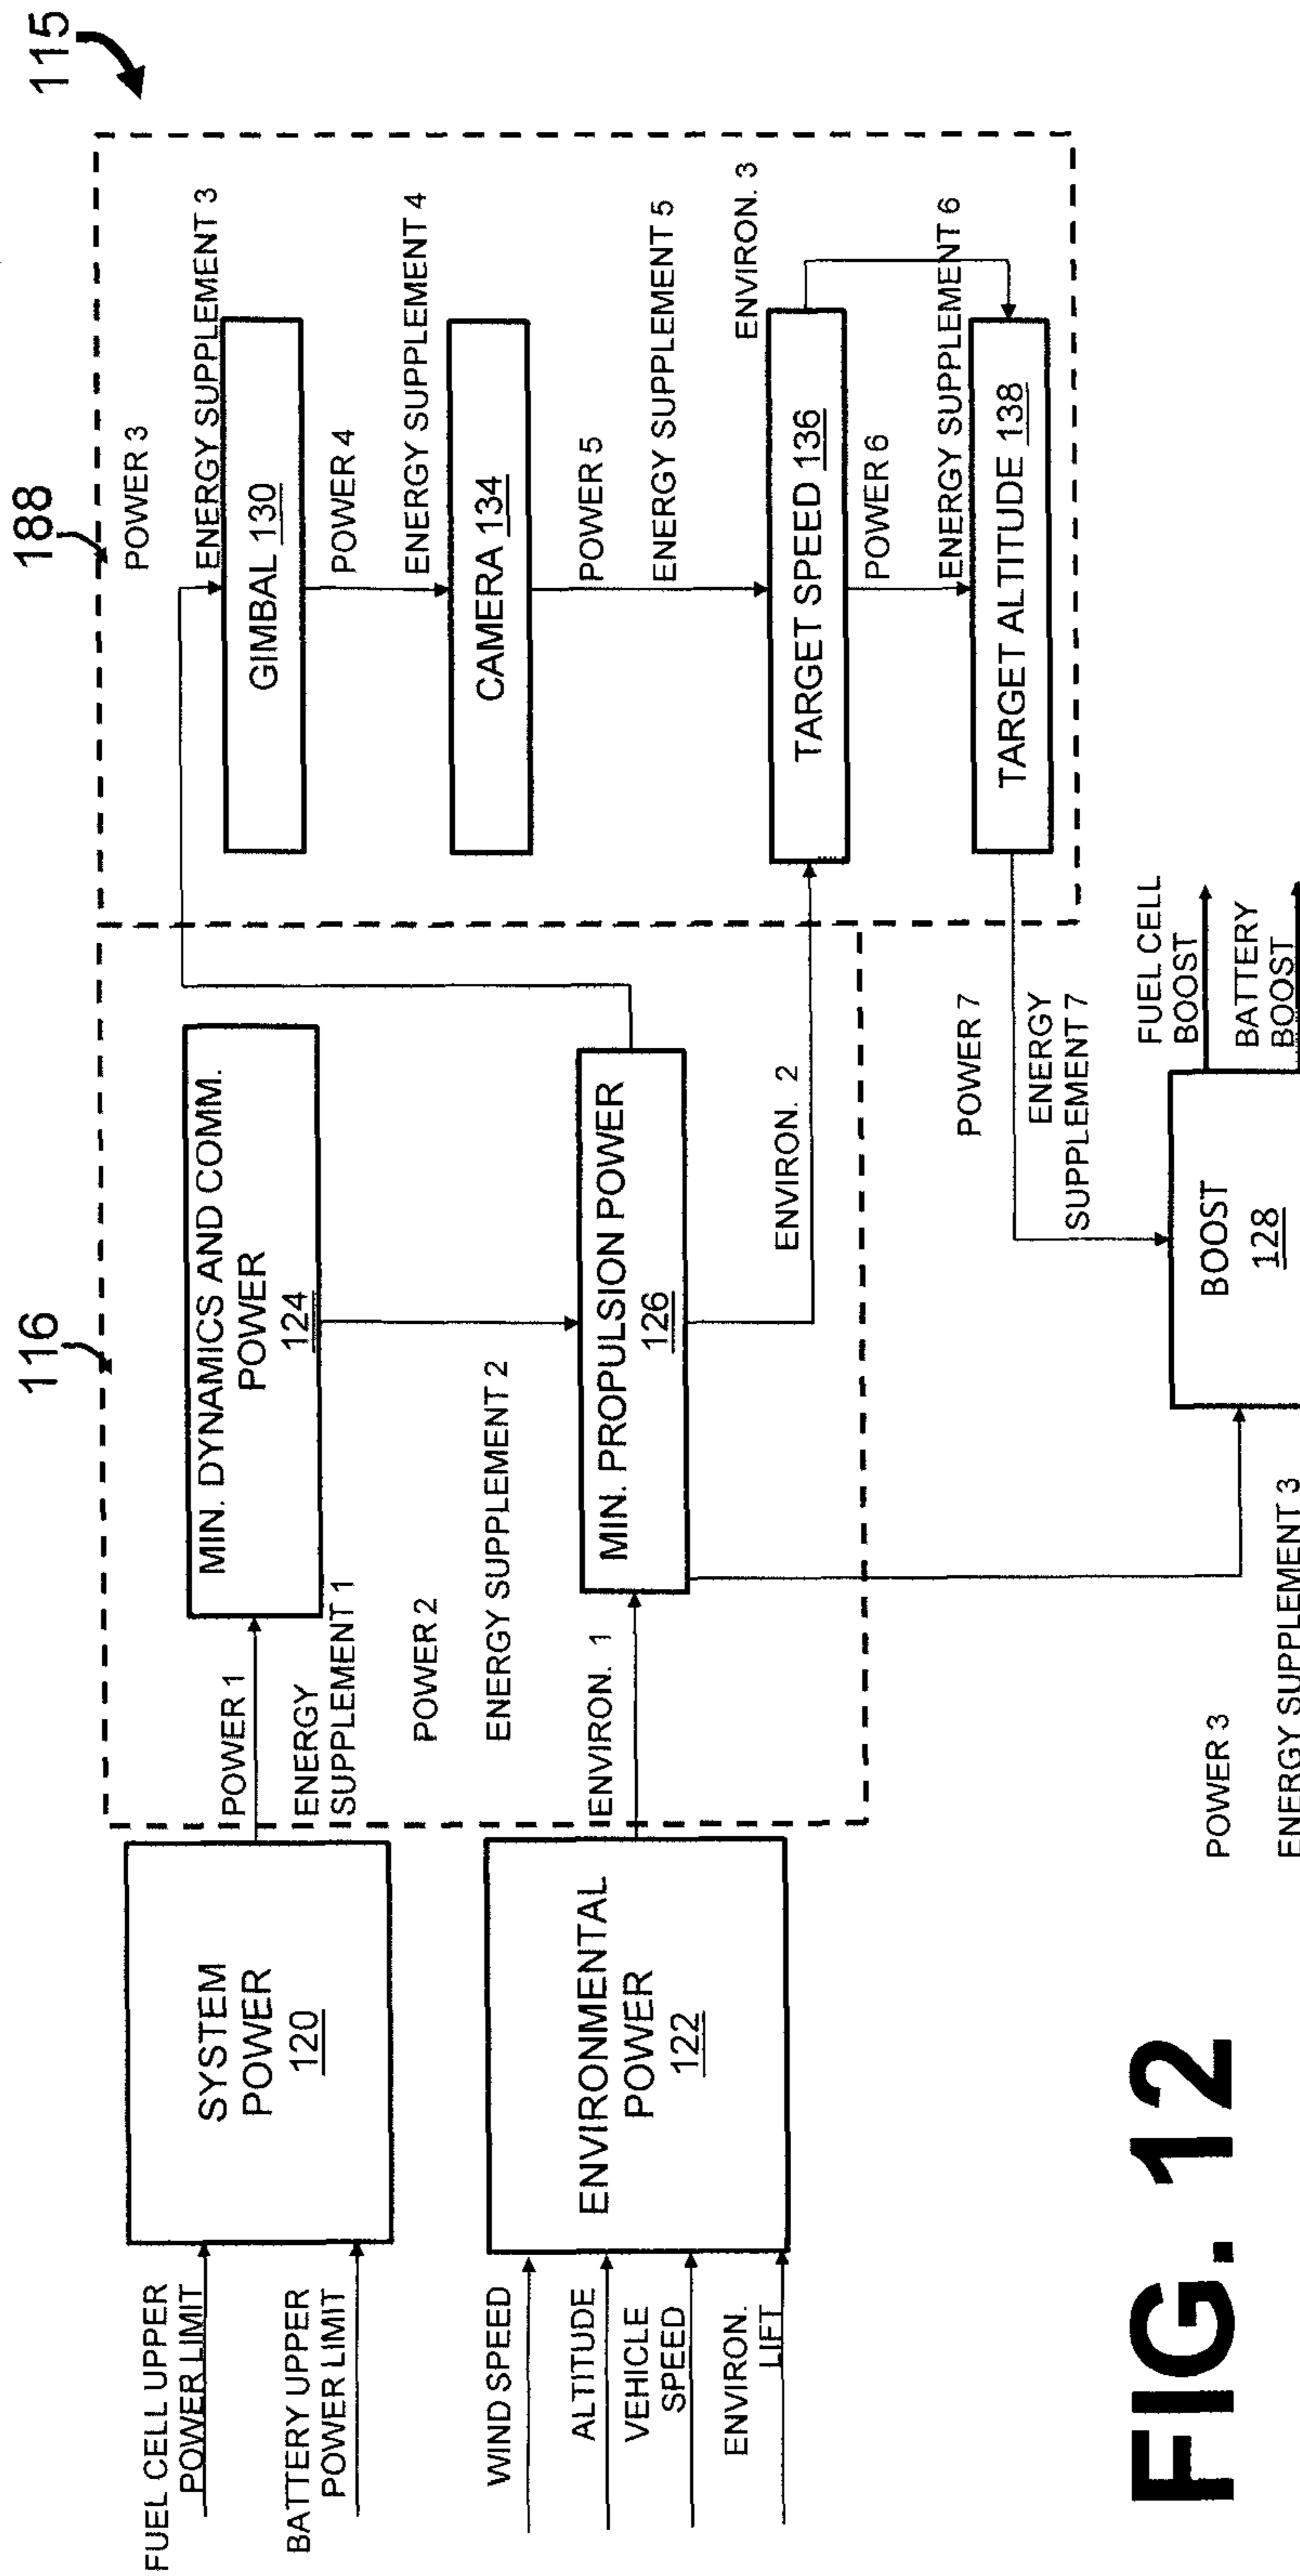 115
188
116
FUEL CELL UPPER
POWER LIMIT
BATTERY UPPER
POWER LIMIT
SYSTEM
POWER
120
POWER 1
ENERGY
SUPPLEMENT 1
MIN. DYNAMICS AND COMM.
POWER
124
POWER 2
ENERGY SUPPLEMENT 2
WIND SPEED
ALTITUDE
VEHICLE
SPEED
ENVIRON.
LIFT
ENVIRONMENTAL
POWER
122
ENVIRON. 1
MIN. PROPULSION POWER
126
ENVIRON. 2
POWER 3
ENERGY SUPPLEMENT 3
GIMBAL 130
POWER 4
ENERGY SUPPLEMENT 4
CAMERA 134
POWER 5
ENERGY SUPPLEMENT 5
ENVIRON. 3
TARGET SPEED 136
POWER 6
ENERGY SUPPLEMENT 6
TARGET ALTITUDE 138
POWER 7
ENERGY
SUPPLEMENT 7
POWER 3
ENERGY SUPPLEMENT 3
BOOST
128
FUEL CELL
BOOST
BATTERY
BOOST
FIG. 12